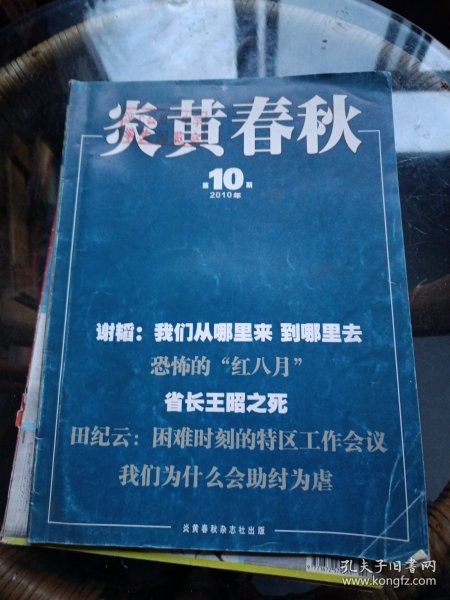 炎黄春秋
第10期
2010年
谢韬：我们从哪里来 到哪里去
恐怖的“红八月”
省长王昭之死
田纪云：困难时刻的特区工作会议
我们为什么会助纣为虐
炎黄春秋杂志社出版
孔夫子旧书网
www.kongfz.com